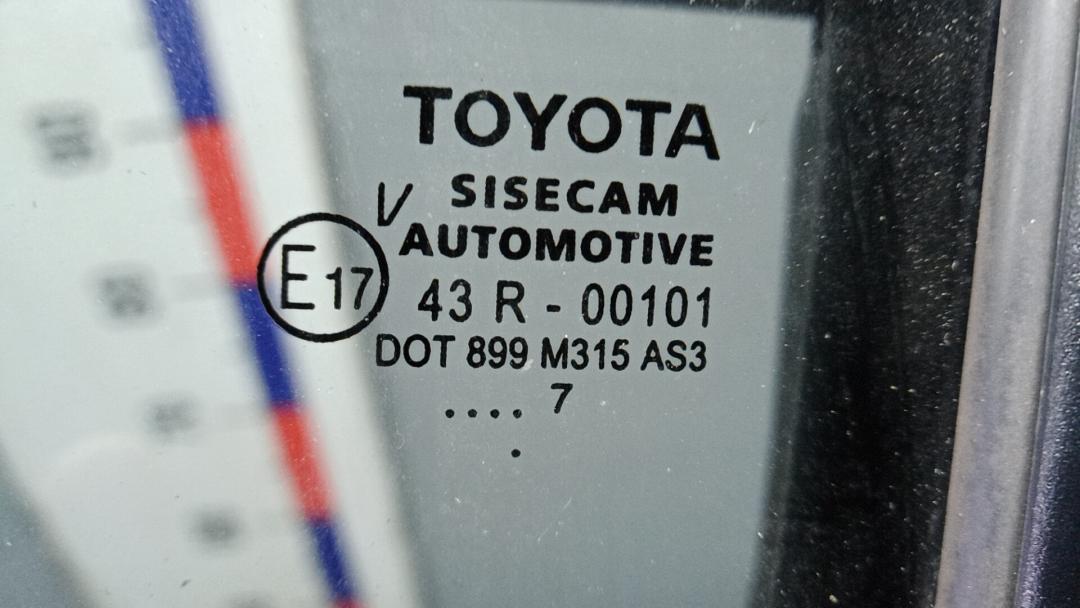 TOYOTA
SISECAM
V
AUTOMOTIVE
E17
43 R - 00101
DOT 899 M315 AS3
.... 7
.